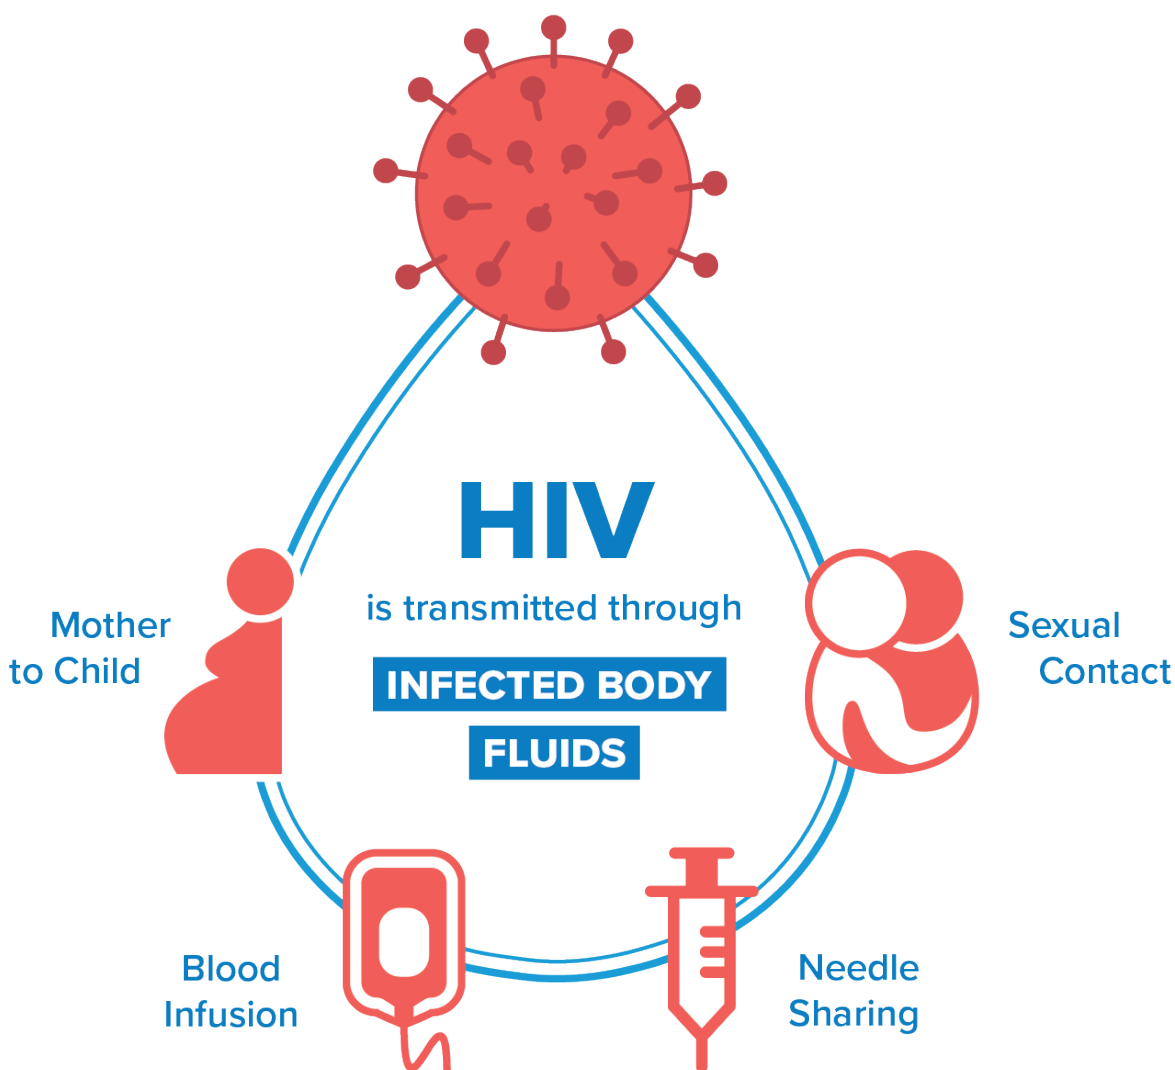 HIV
is transmitted through
INFECTED BODY
FLUIDS
Mother
to Child
Sexual
Contact
Blood
Infusion
Needle
Sharing